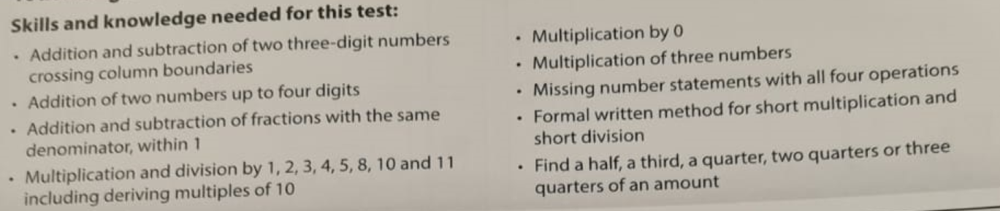 Skills and knowledge needed for this test:
• Addition and subtraction of two three-digit numbers
crossing column boundaries
• Addition of two numbers up to four digits
• Addition and subtraction of fractions with the same
denominator, within 1
• Multiplication and division by 1, 2, 3, 4, 5, 8, 10 and 11
including deriving multiples of 10
• Multiplication by 0
• Multiplication of three numbers
• Missing number statements with all four operations
• Formal written method for short multiplication and
short division
• Find a half, a third, a quarter, two quarters or three
quarters of an amount